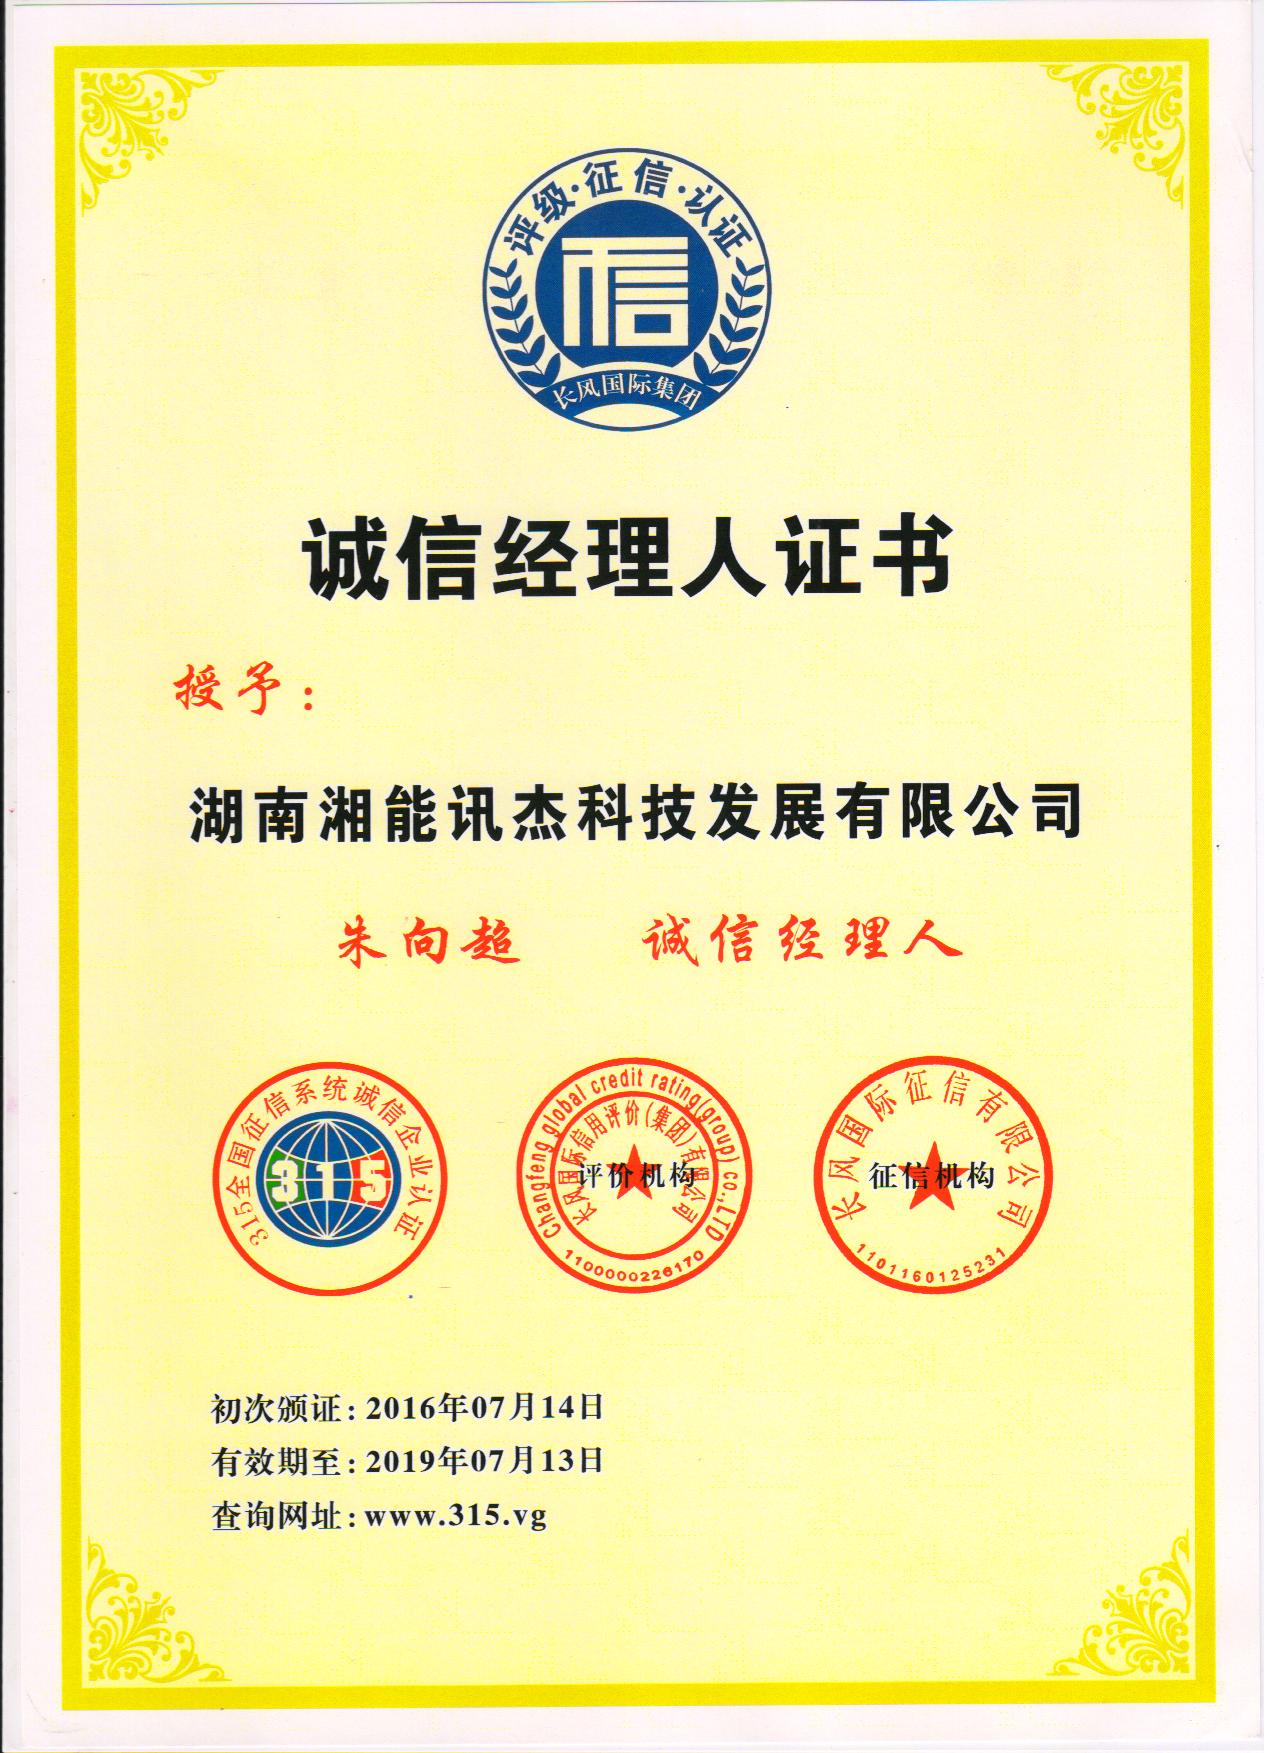 评级·征信·认证
信
长风国际集团
诚信经理人证书
授予：
湖南湘能讯杰科技发展有限公司
朱向超 诚信经理人
315全国征信系统诚信企业认证
315
Changfeng global credit rating(group) co.,LTD
长风国际信用评价(集团)有限公司
评价机构
1100000226170
长风国际征信有限公司
征信机构
1101160125231
初次颁证：2016年07月14日
有效期至：2019年07月13日
查询网址：www.315.vg